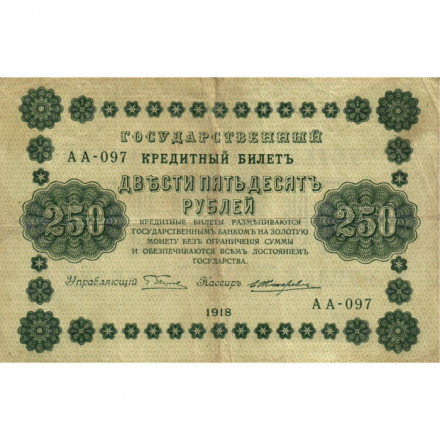 ГОСУДАРСТВЕННЫЙ
АА-097 КРЕДИТНЫЙ БИЛЕТЪ
ДВѢСТИ ПЯТЬДЕСЯТЪ
РУБЛЕЙ
250 250
КРЕДИТНЫЕ БИЛЕТЫ РАЗМѢНИВАЮТСЯ
ГОСУДАРСТВЕННЫМЪ БАНКОМЪ НА ЗОЛОТУЮ
МОНЕТУ БЕЗЪ ОГРАНИЧЕНІЯ СУММЫ
И ОБЕЗПЕЧИВАЮТСЯ ВСѢМЪ ДОСТОЯНІЕМЪ
ГОСУДАРСТВА.
Управляющій Кассиръ
АА-097
1918